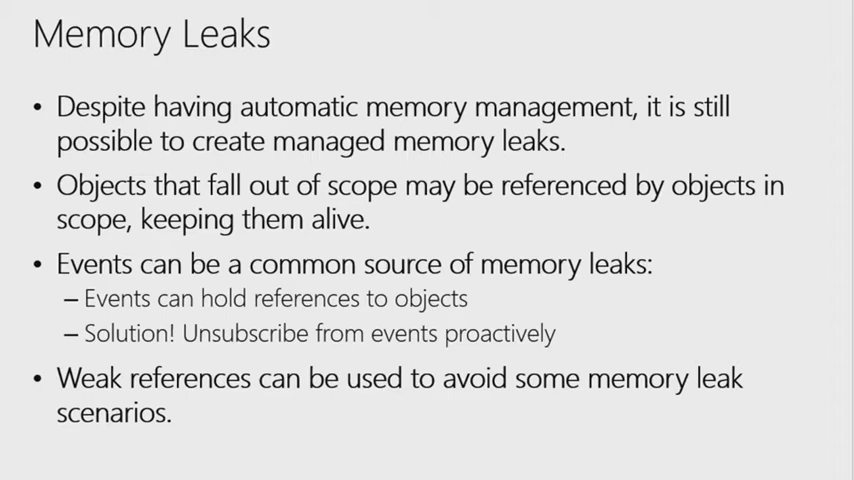 Memory Leaks
• Despite having automatic memory management, it is still
possible to create managed memory leaks.
• Objects that fall out of scope may be referenced by objects in
scope, keeping them alive.
• Events can be a common source of memory leaks:
– Events can hold references to objects
– Solution! Unsubscribe from events proactively
• Weak references can be used to avoid some memory leak
scenarios.